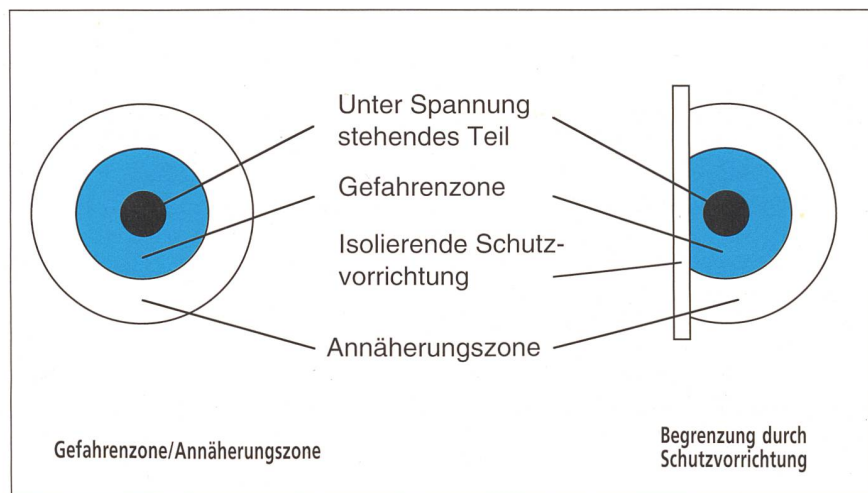 Unter Spannung
stehendes Teil
Gefahrenzone
Isolierende Schutz-
vorrichtung
Annäherungszone
Gefahrenzone/Annäherungszone
Begrenzung durch
Schutzvorrichtung